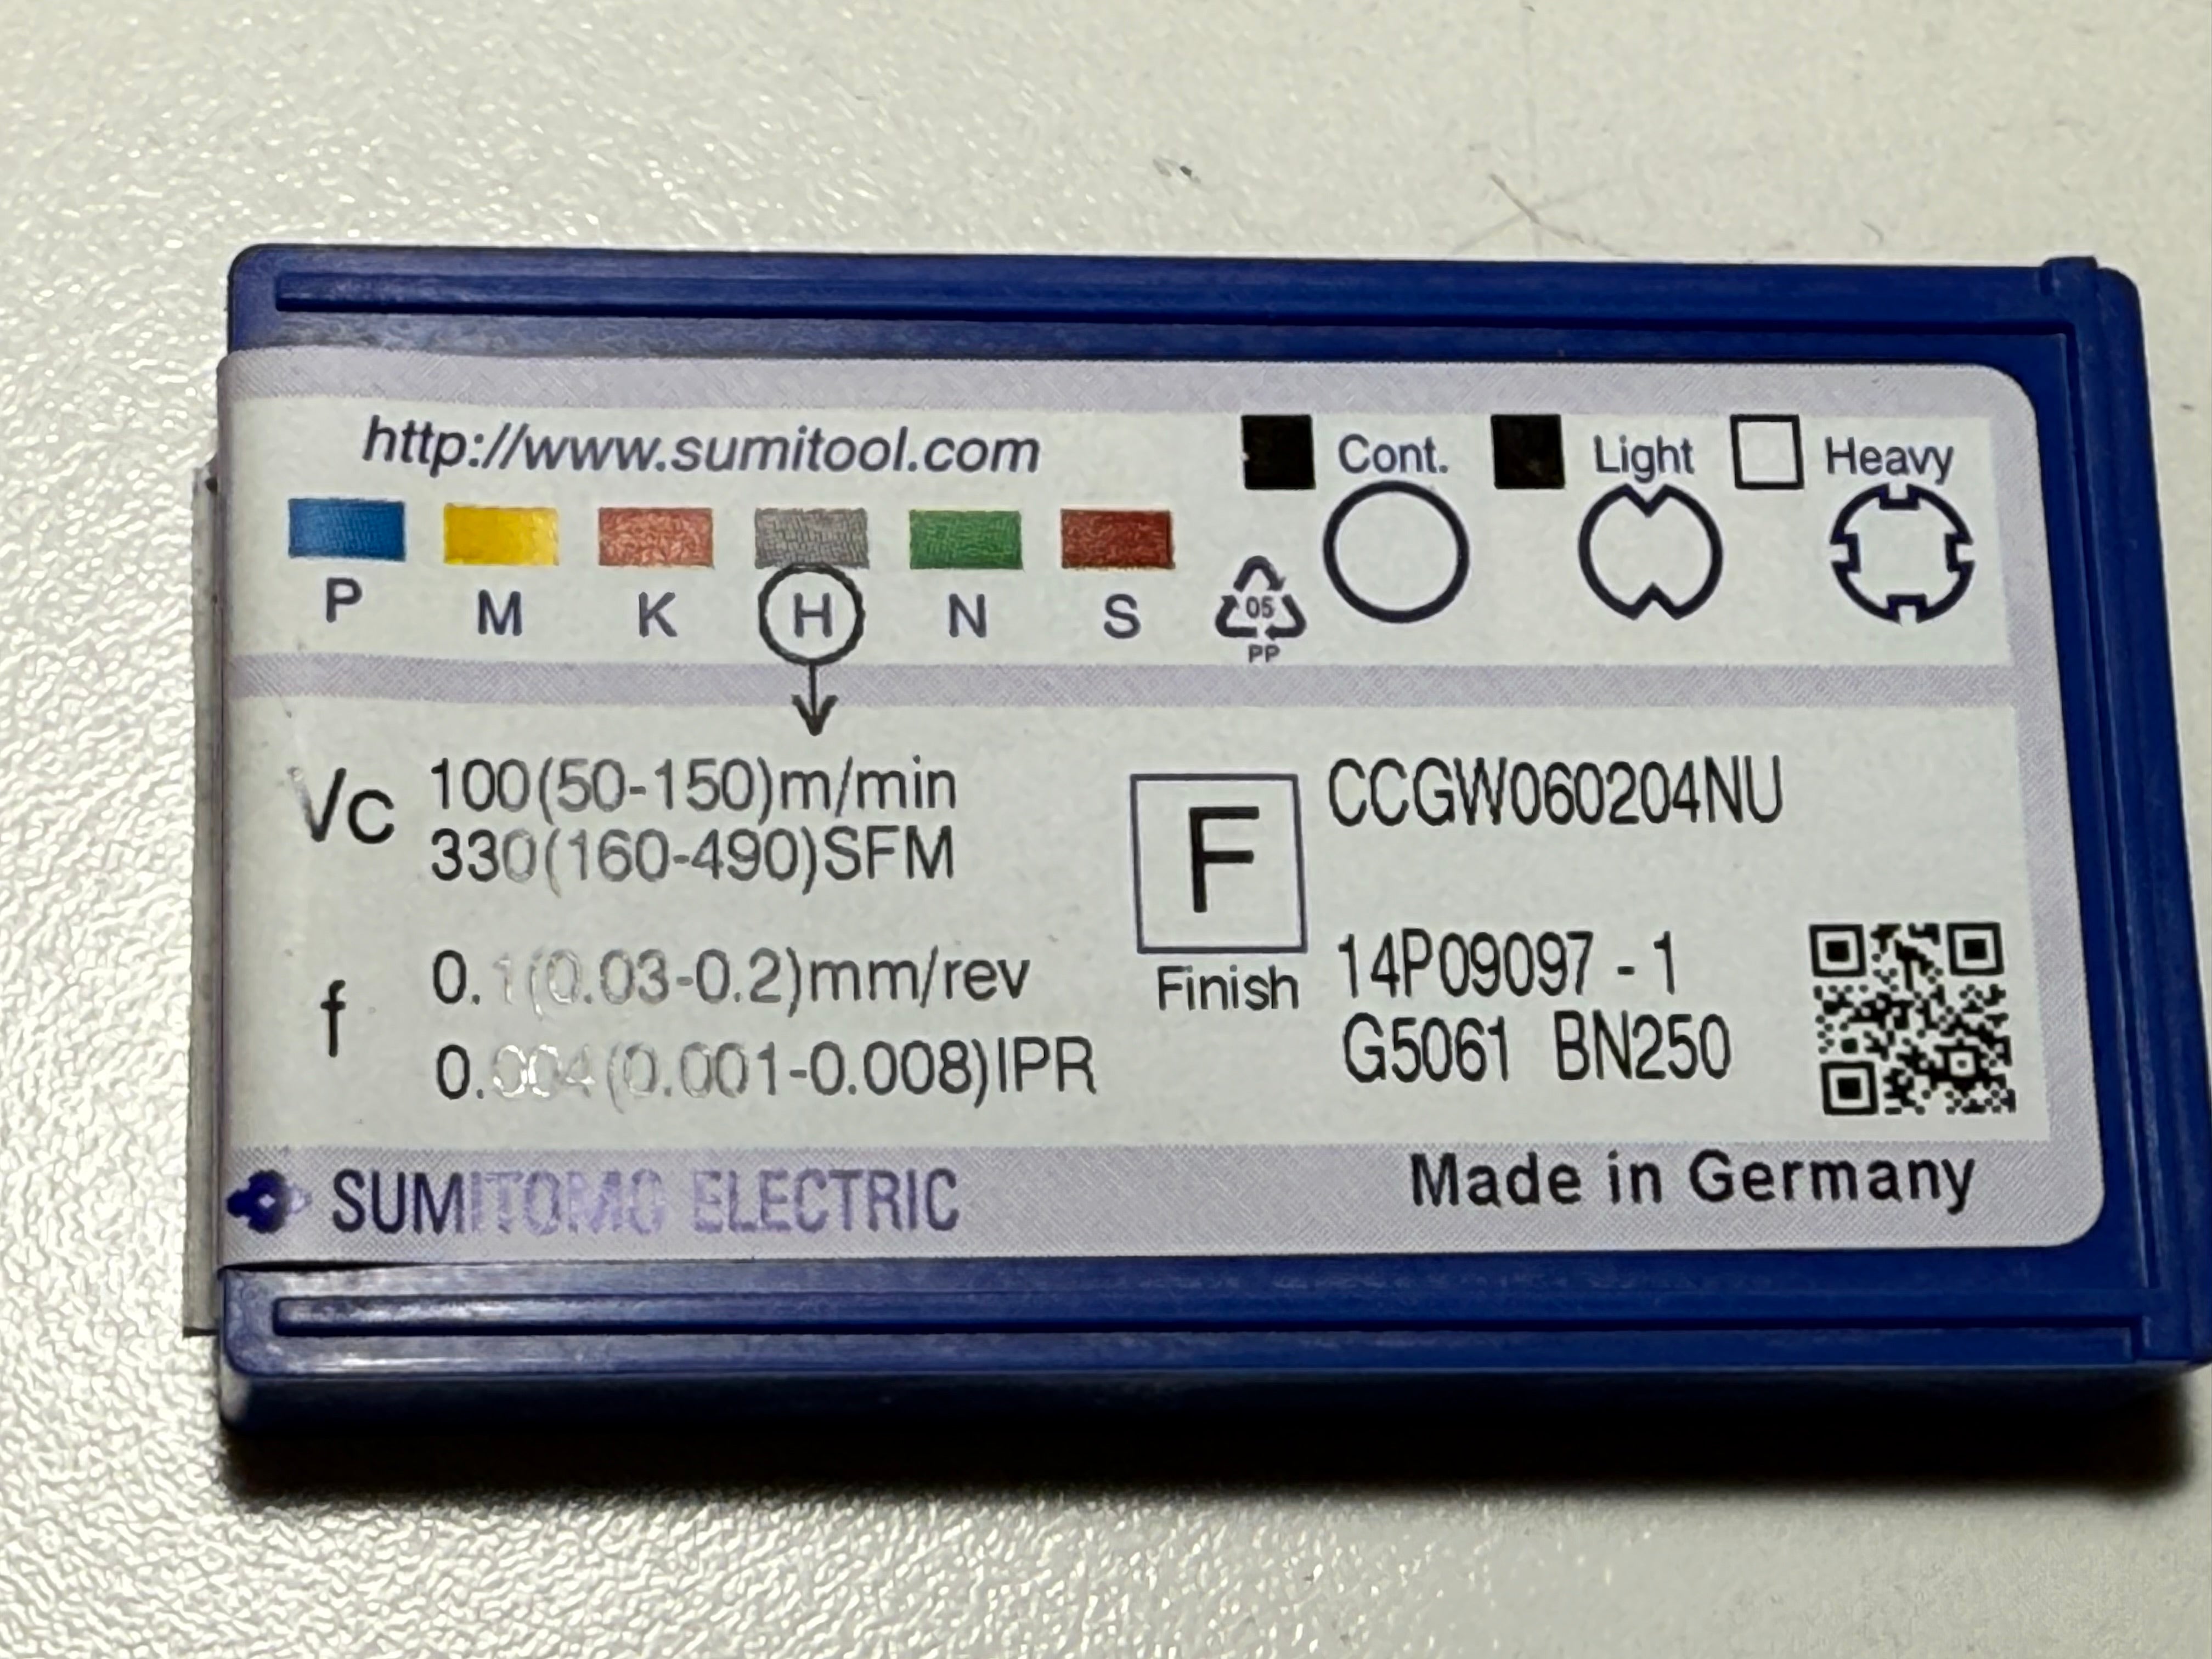 http://www.sumitool.com
Cont. Light Heavy
P M K H N S
05
PP
Vc 100(50-150)m/min
330(160-490)SFM
f 0.1(0.03-0.2)mm/rev
0.004(0.001-0.008)IPR
F
Finish
CCGW060204NU
14P09097 - 1
G5061 BN250
SUMITOMO ELECTRIC
Made in Germany